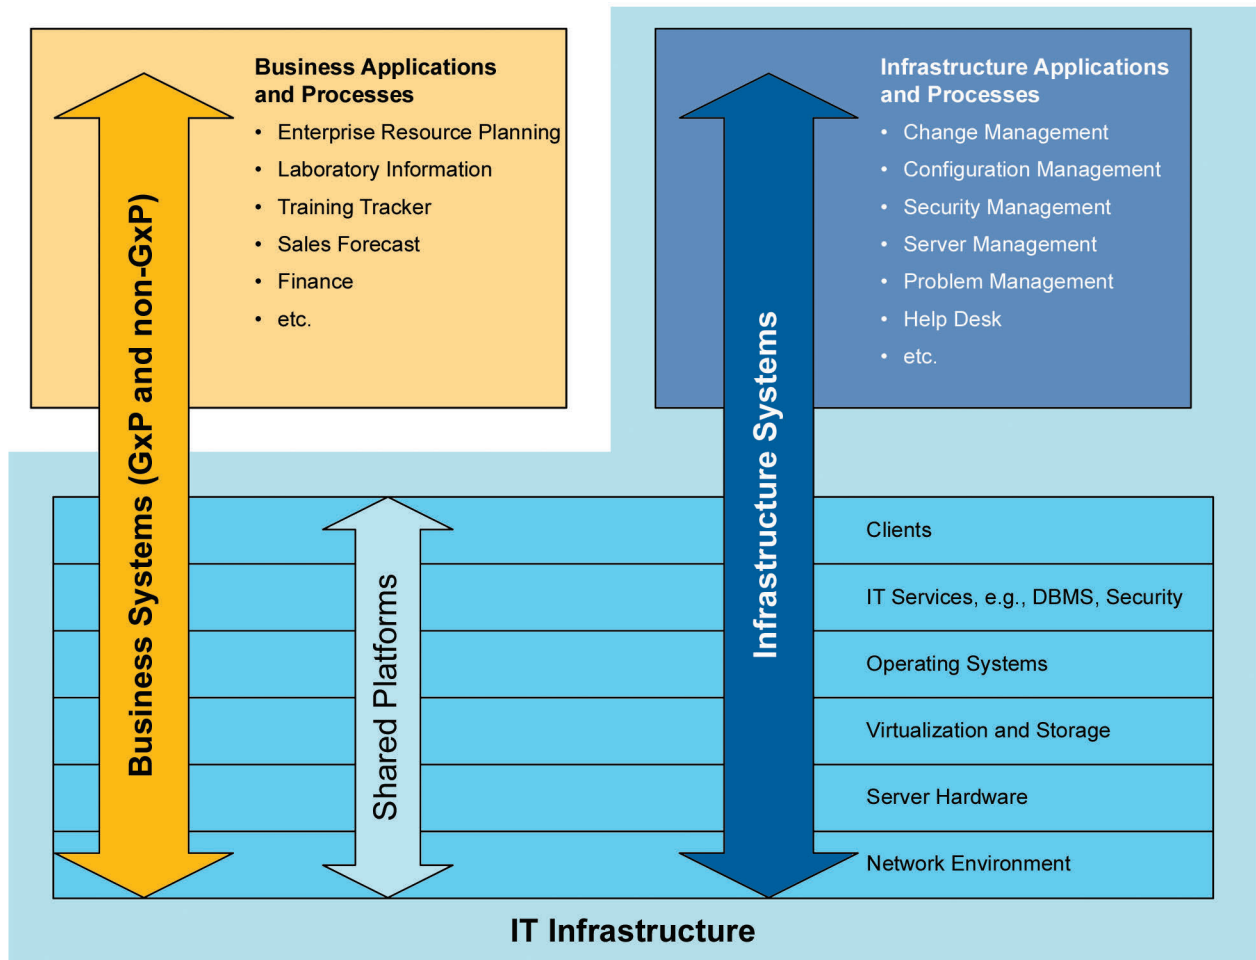 Business Applications
and Processes
• Enterprise Resource Planning
• Laboratory Information
• Training Tracker
• Sales Forecast
• Finance
• etc.
Business Systems (GxP and non-GxP)
Infrastructure Applications
and Processes
• Change Management
• Configuration Management
• Security Management
• Server Management
• Problem Management
• Help Desk
• etc.
Infrastructure Systems
Shared Platforms
Clients
IT Services, e.g., DBMS, Security
Operating Systems
Virtualization and Storage
Server Hardware
Network Environment
IT Infrastructure